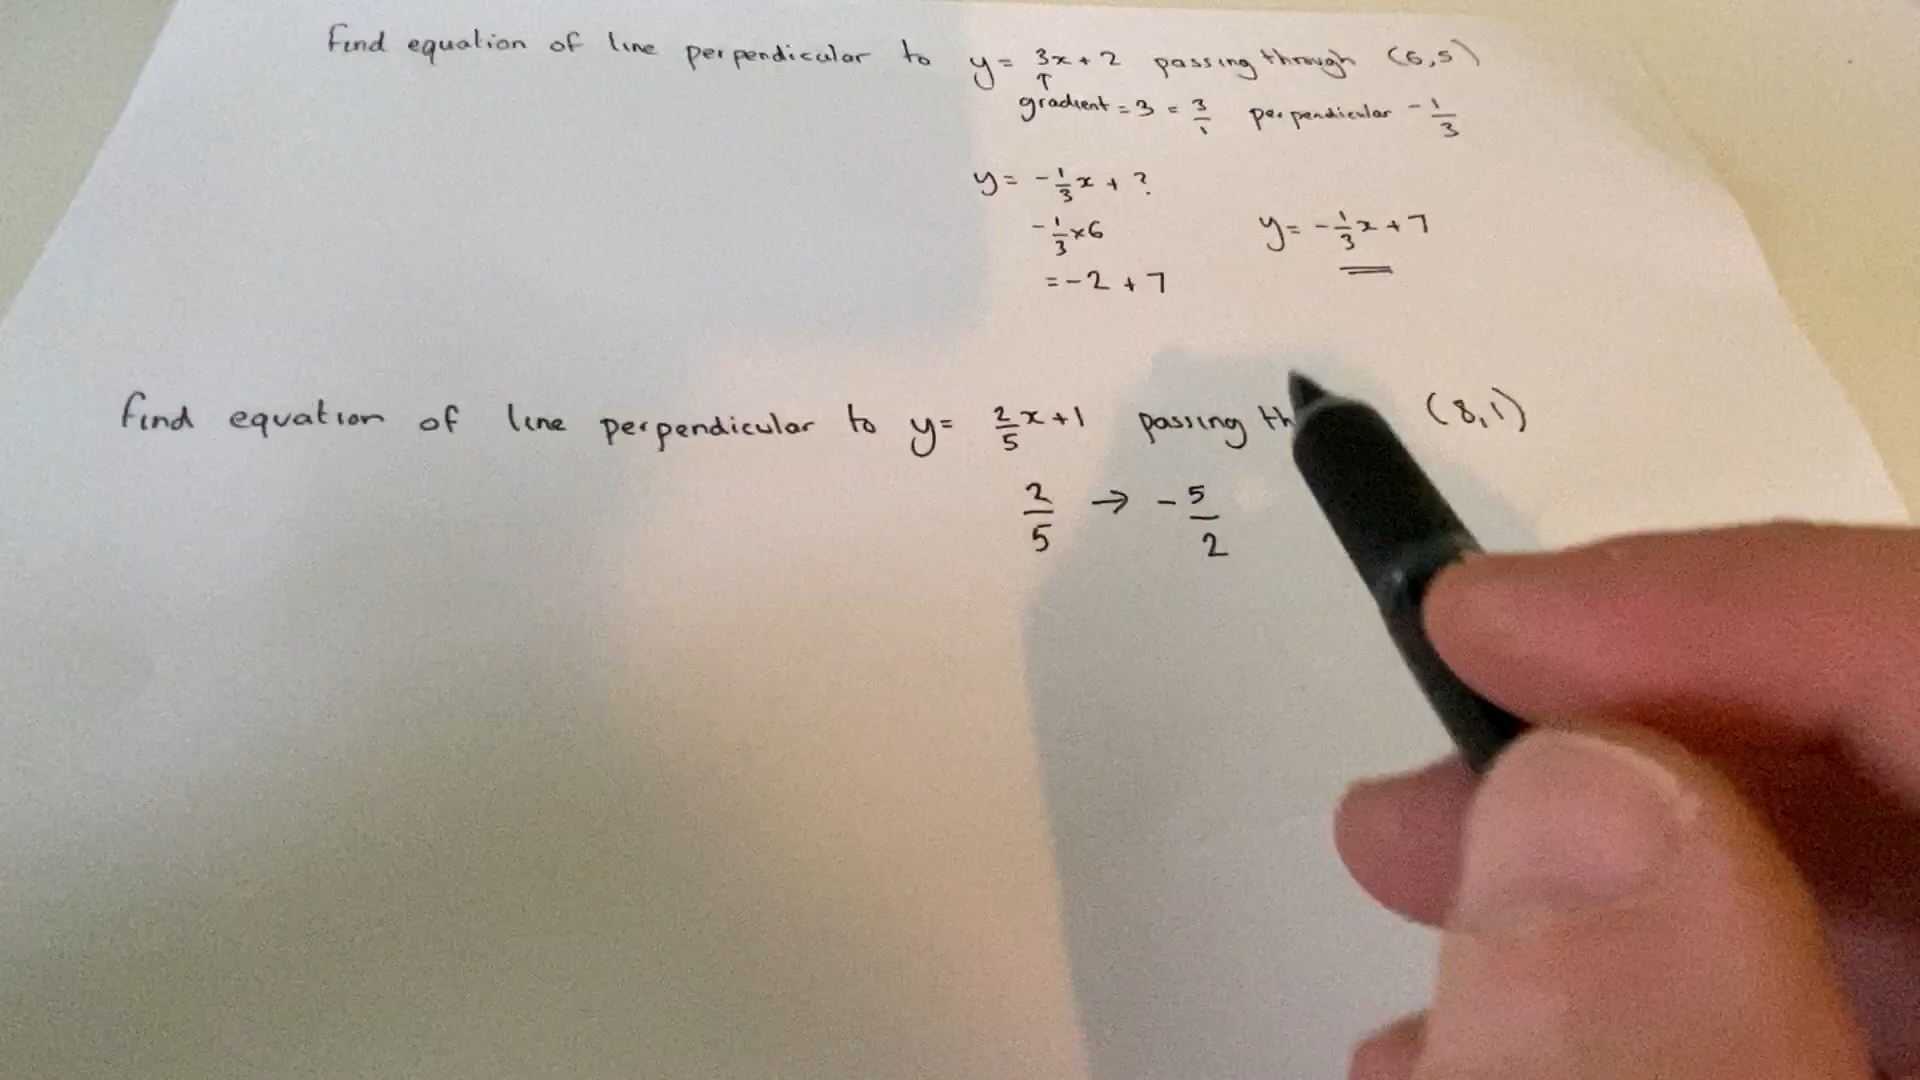 Find equation of line perpendicular to y = 3x + 2 passing through (6,5)
↑
gradient = 3 = 3/1 perpendicular -1/3
y = -1/3x + ?
-1/3 × 6
y = -1/3x + 7
= -2 + 7
Find equation of line perpendicular to y = 2/5x + 1 passing th (8,1)
2/5 → -5/2